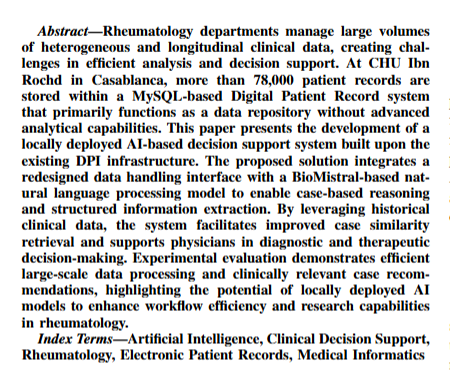 Abstract—Rheumatology departments manage large volumes
of heterogeneous and longitudinal clinical data, creating chal-
lenges in efficient analysis and decision support. At CHU Ibn
Rochd in Casablanca, more than 78,000 patient records are
stored within a MySQL-based Digital Patient Record system
that primarily functions as a data repository without advanced
analytical capabilities. This paper presents the development of a
locally deployed AI-based decision support system built upon the
existing DPI infrastructure. The proposed solution integrates a
redesigned data handling interface with a BioMistral-based nat-
ural language processing model to enable case-based reasoning
and structured information extraction. By leveraging historical
clinical data, the system facilitates improved case similarity
retrieval and supports physicians in diagnostic and therapeutic
decision-making. Experimental evaluation demonstrates efficient
large-scale data processing and clinically relevant case recom-
mendations, highlighting the potential of locally deployed AI
models to enhance workflow efficiency and research capabilities
in rheumatology.
Index Terms—Artificial Intelligence, Clinical Decision Support,
Rheumatology, Electronic Patient Records, Medical Informatics